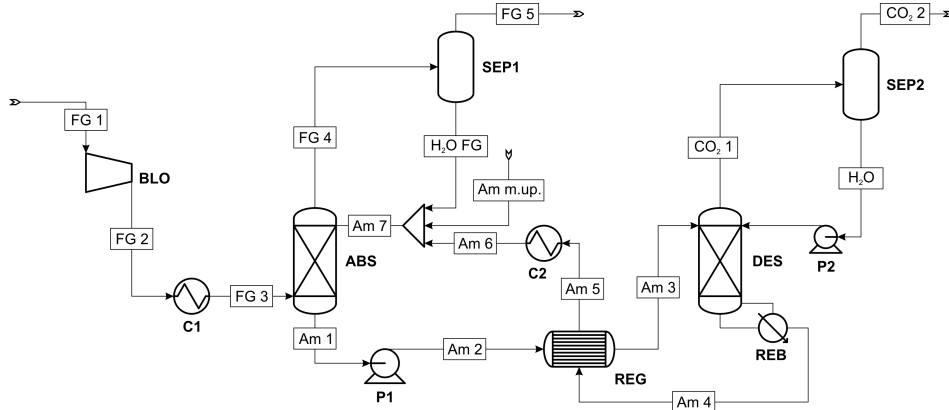 FG 5
CO₂ 2
SEP1
SEP2
FG 1
FG 4
H₂O FG
CO₂ 1
BLO
Am m.up.
H₂O
FG 2
Am 7
Am 6
ABS
C2
DES
P2
FG 3
Am 5
Am 3
C1
Am 1
Am 2
REB
P1
REG
Am 4